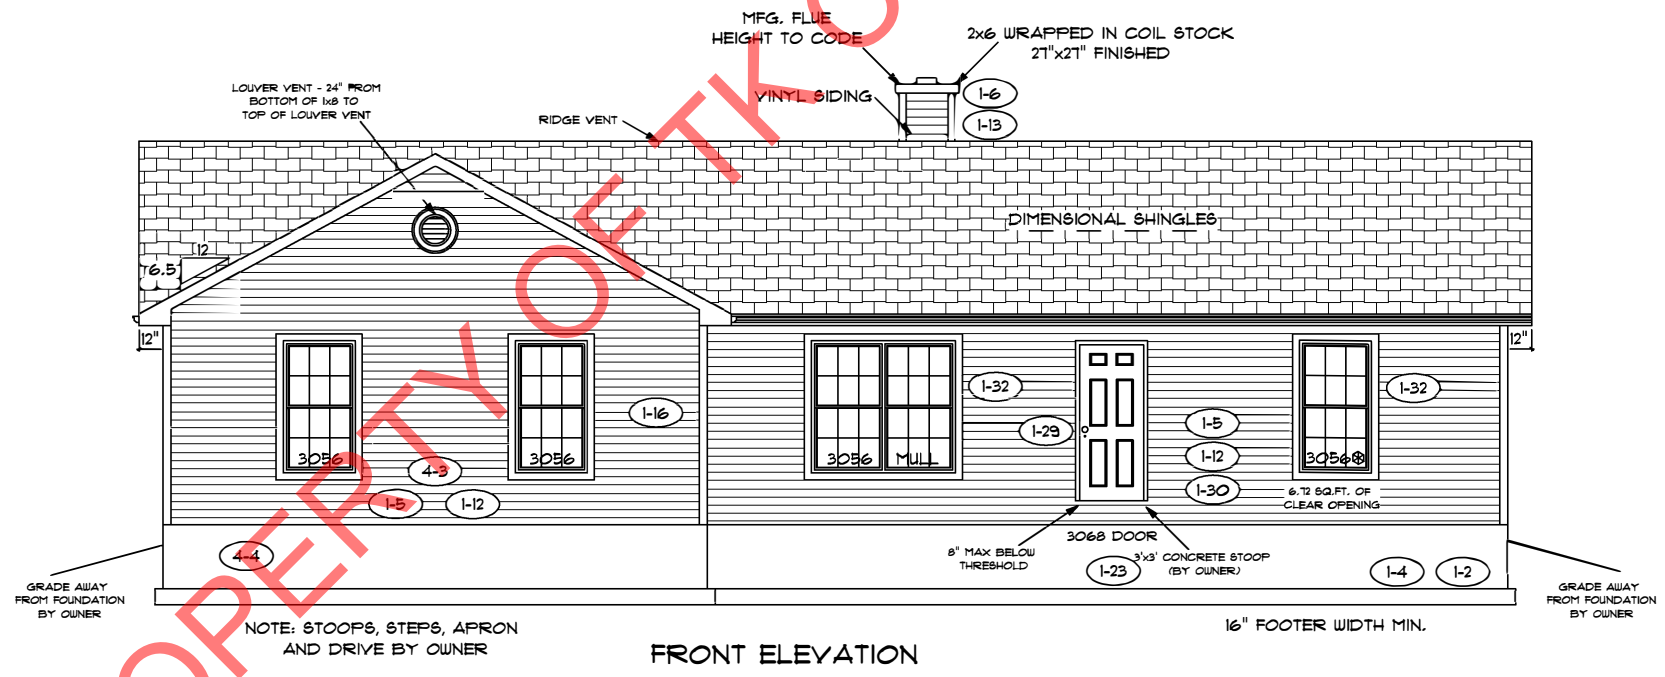 MFG. FLUE
HEIGHT TO CODE
2x6 WRAPPED IN COIL STOCK
27"x27" FINISHED
LOUVER VENT - 24" FROM
BOTTOM OF 1x8 TO
TOP OF LOUVER VENT
VINYL SIDING
1-6
1-13
RIDGE VENT
DIMENSIONAL SHINGLES
12
6.5
12"
12"
1-32
1-32
1-16
1-29
1-5
3056
3056
3056 MULL
3056
4-3
1-12
1-5
1-12
1-30
6.72 SQ.FT. OF
CLEAR OPENING
3068 DOOR
8" MAX BELOW
THRESHOLD
3'x3' CONCRETE STOOP
(BY OWNER)
4-4
1-23
1-4
1-2
GRADE AWAY
FROM FOUNDATION
BY OWNER
GRADE AWAY
FROM FOUNDATION
BY OWNER
NOTE: STOOPS, STEPS, APRON
AND DRIVE BY OWNER
16" FOOTER WIDTH MIN.
FRONT ELEVATION
OPERTY OF TK